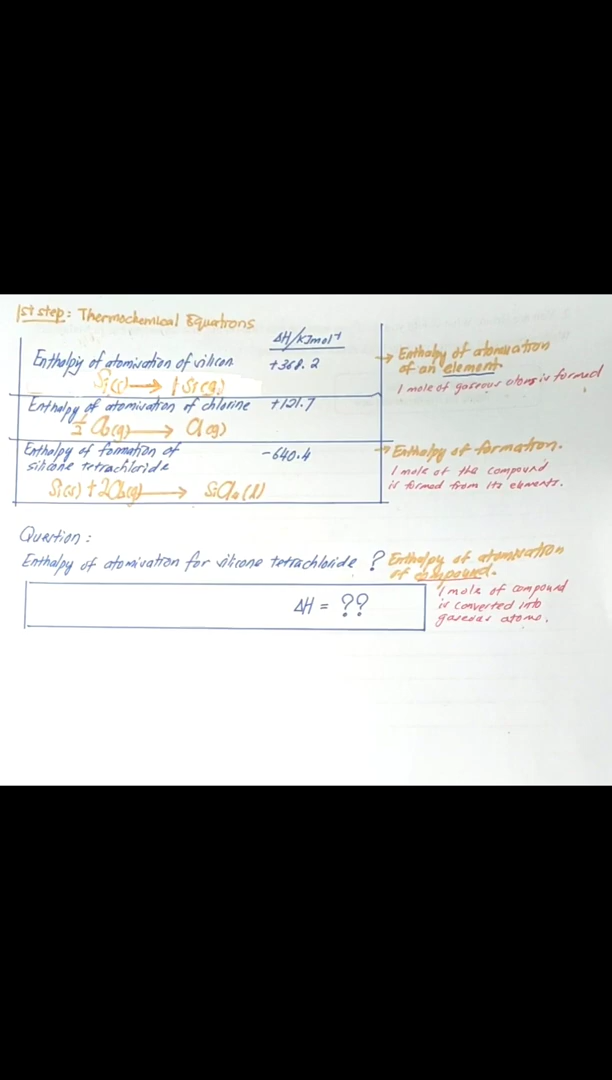 1st step: Thermochemical Equations
ΔH/kJmol⁻¹
Enthalpy of atomisation of silicon +368.2
Si(s) → 1 Si(g)
Enthalpy of atomisation of chlorine +121.7
½ Cl₂(g) → Cl(g)
Enthalpy of formation of -640.4
silicone tetrachloride
Si(s) + 2Cl₂(g) → SiCl₄(l)
→ Enthalpy of atomisation
of an element.
1 mole of gaseous atoms is formed
→ Enthalpy of formation.
1 mole of the compound
is formed from its elements.
Question:
Enthalpy of atomisation for silicone tetrachloride ?
ΔH = ??
Enthalpy of atomisation
of compound.
1 mole of compound
is converted into
gaseous atoms.